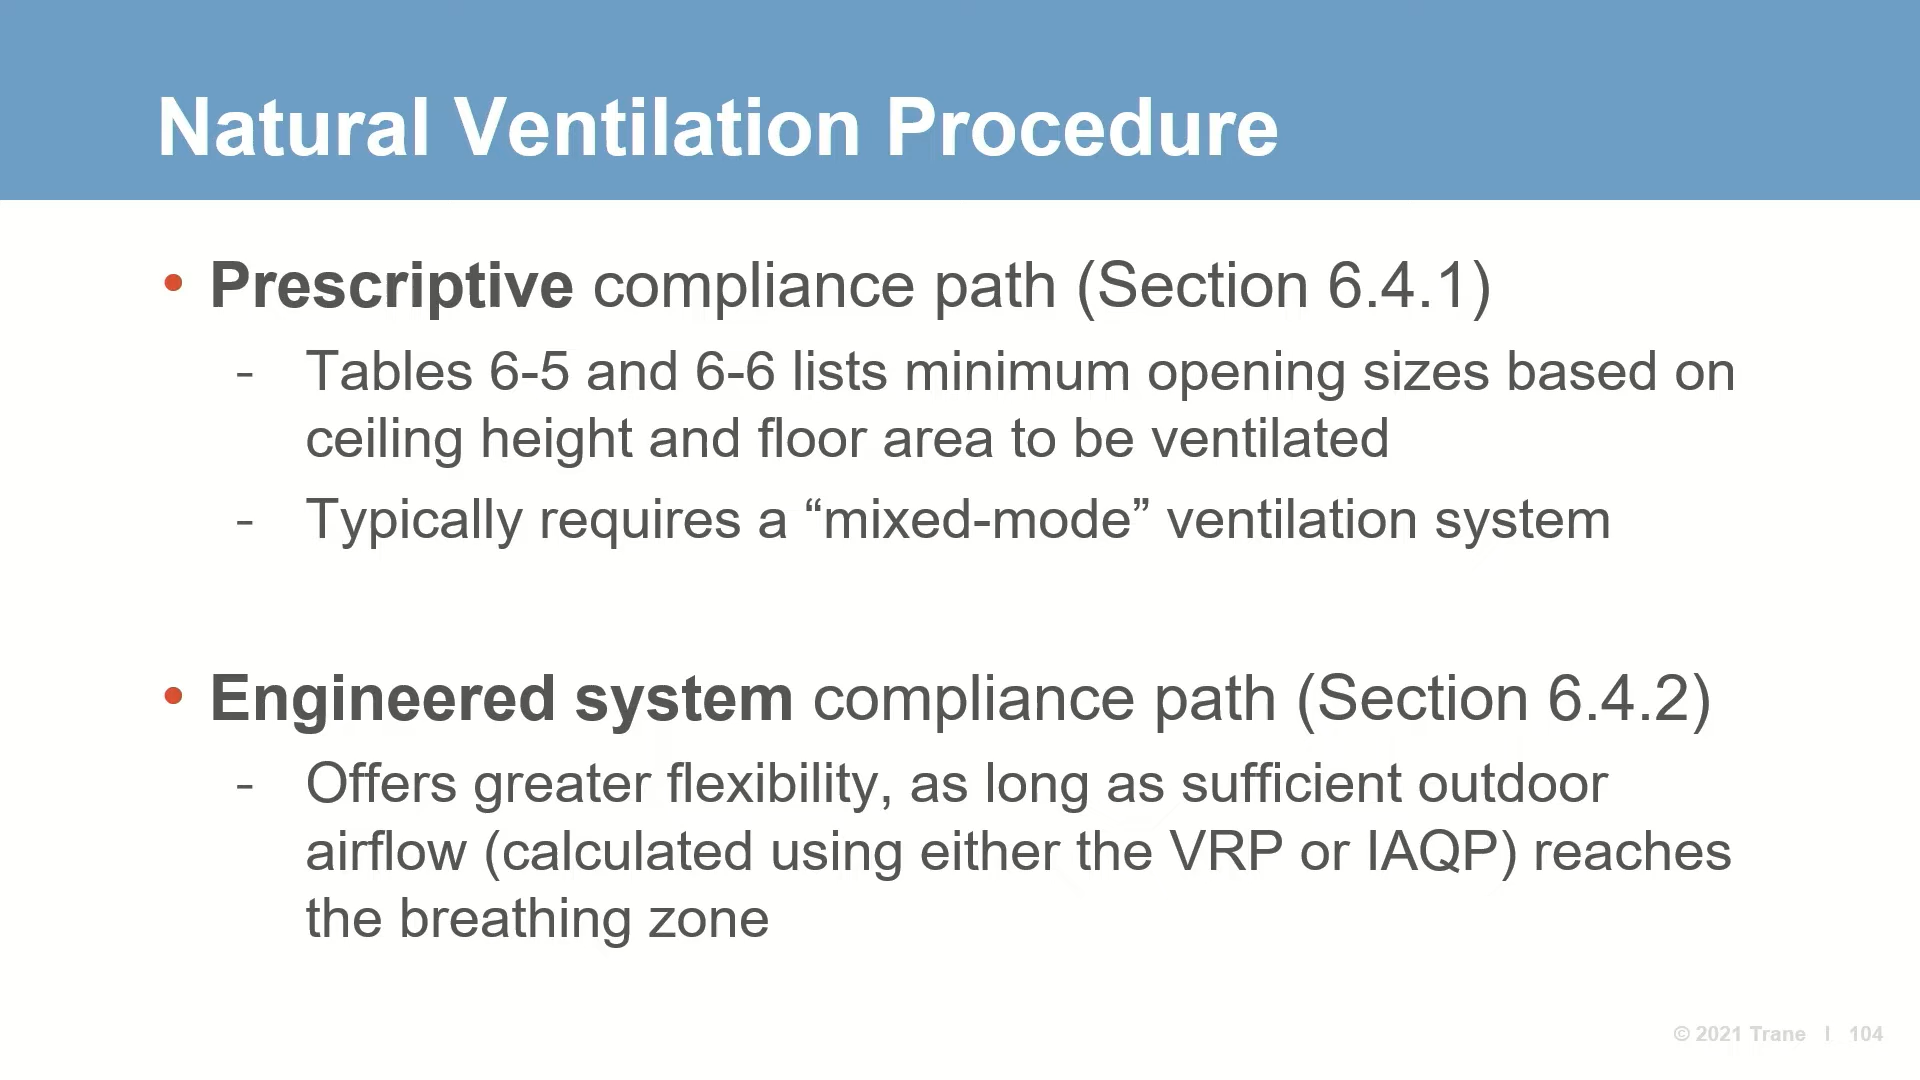 Natural Ventilation Procedure
• Prescriptive compliance path (Section 6.4.1)
- Tables 6-5 and 6-6 lists minimum opening sizes based on
ceiling height and floor area to be ventilated
- Typically requires a “mixed-mode” ventilation system
• Engineered system compliance path (Section 6.4.2)
- Offers greater flexibility, as long as sufficient outdoor
airflow (calculated using either the VRP or IAQP) reaches
the breathing zone
© 2021 Trane | 104